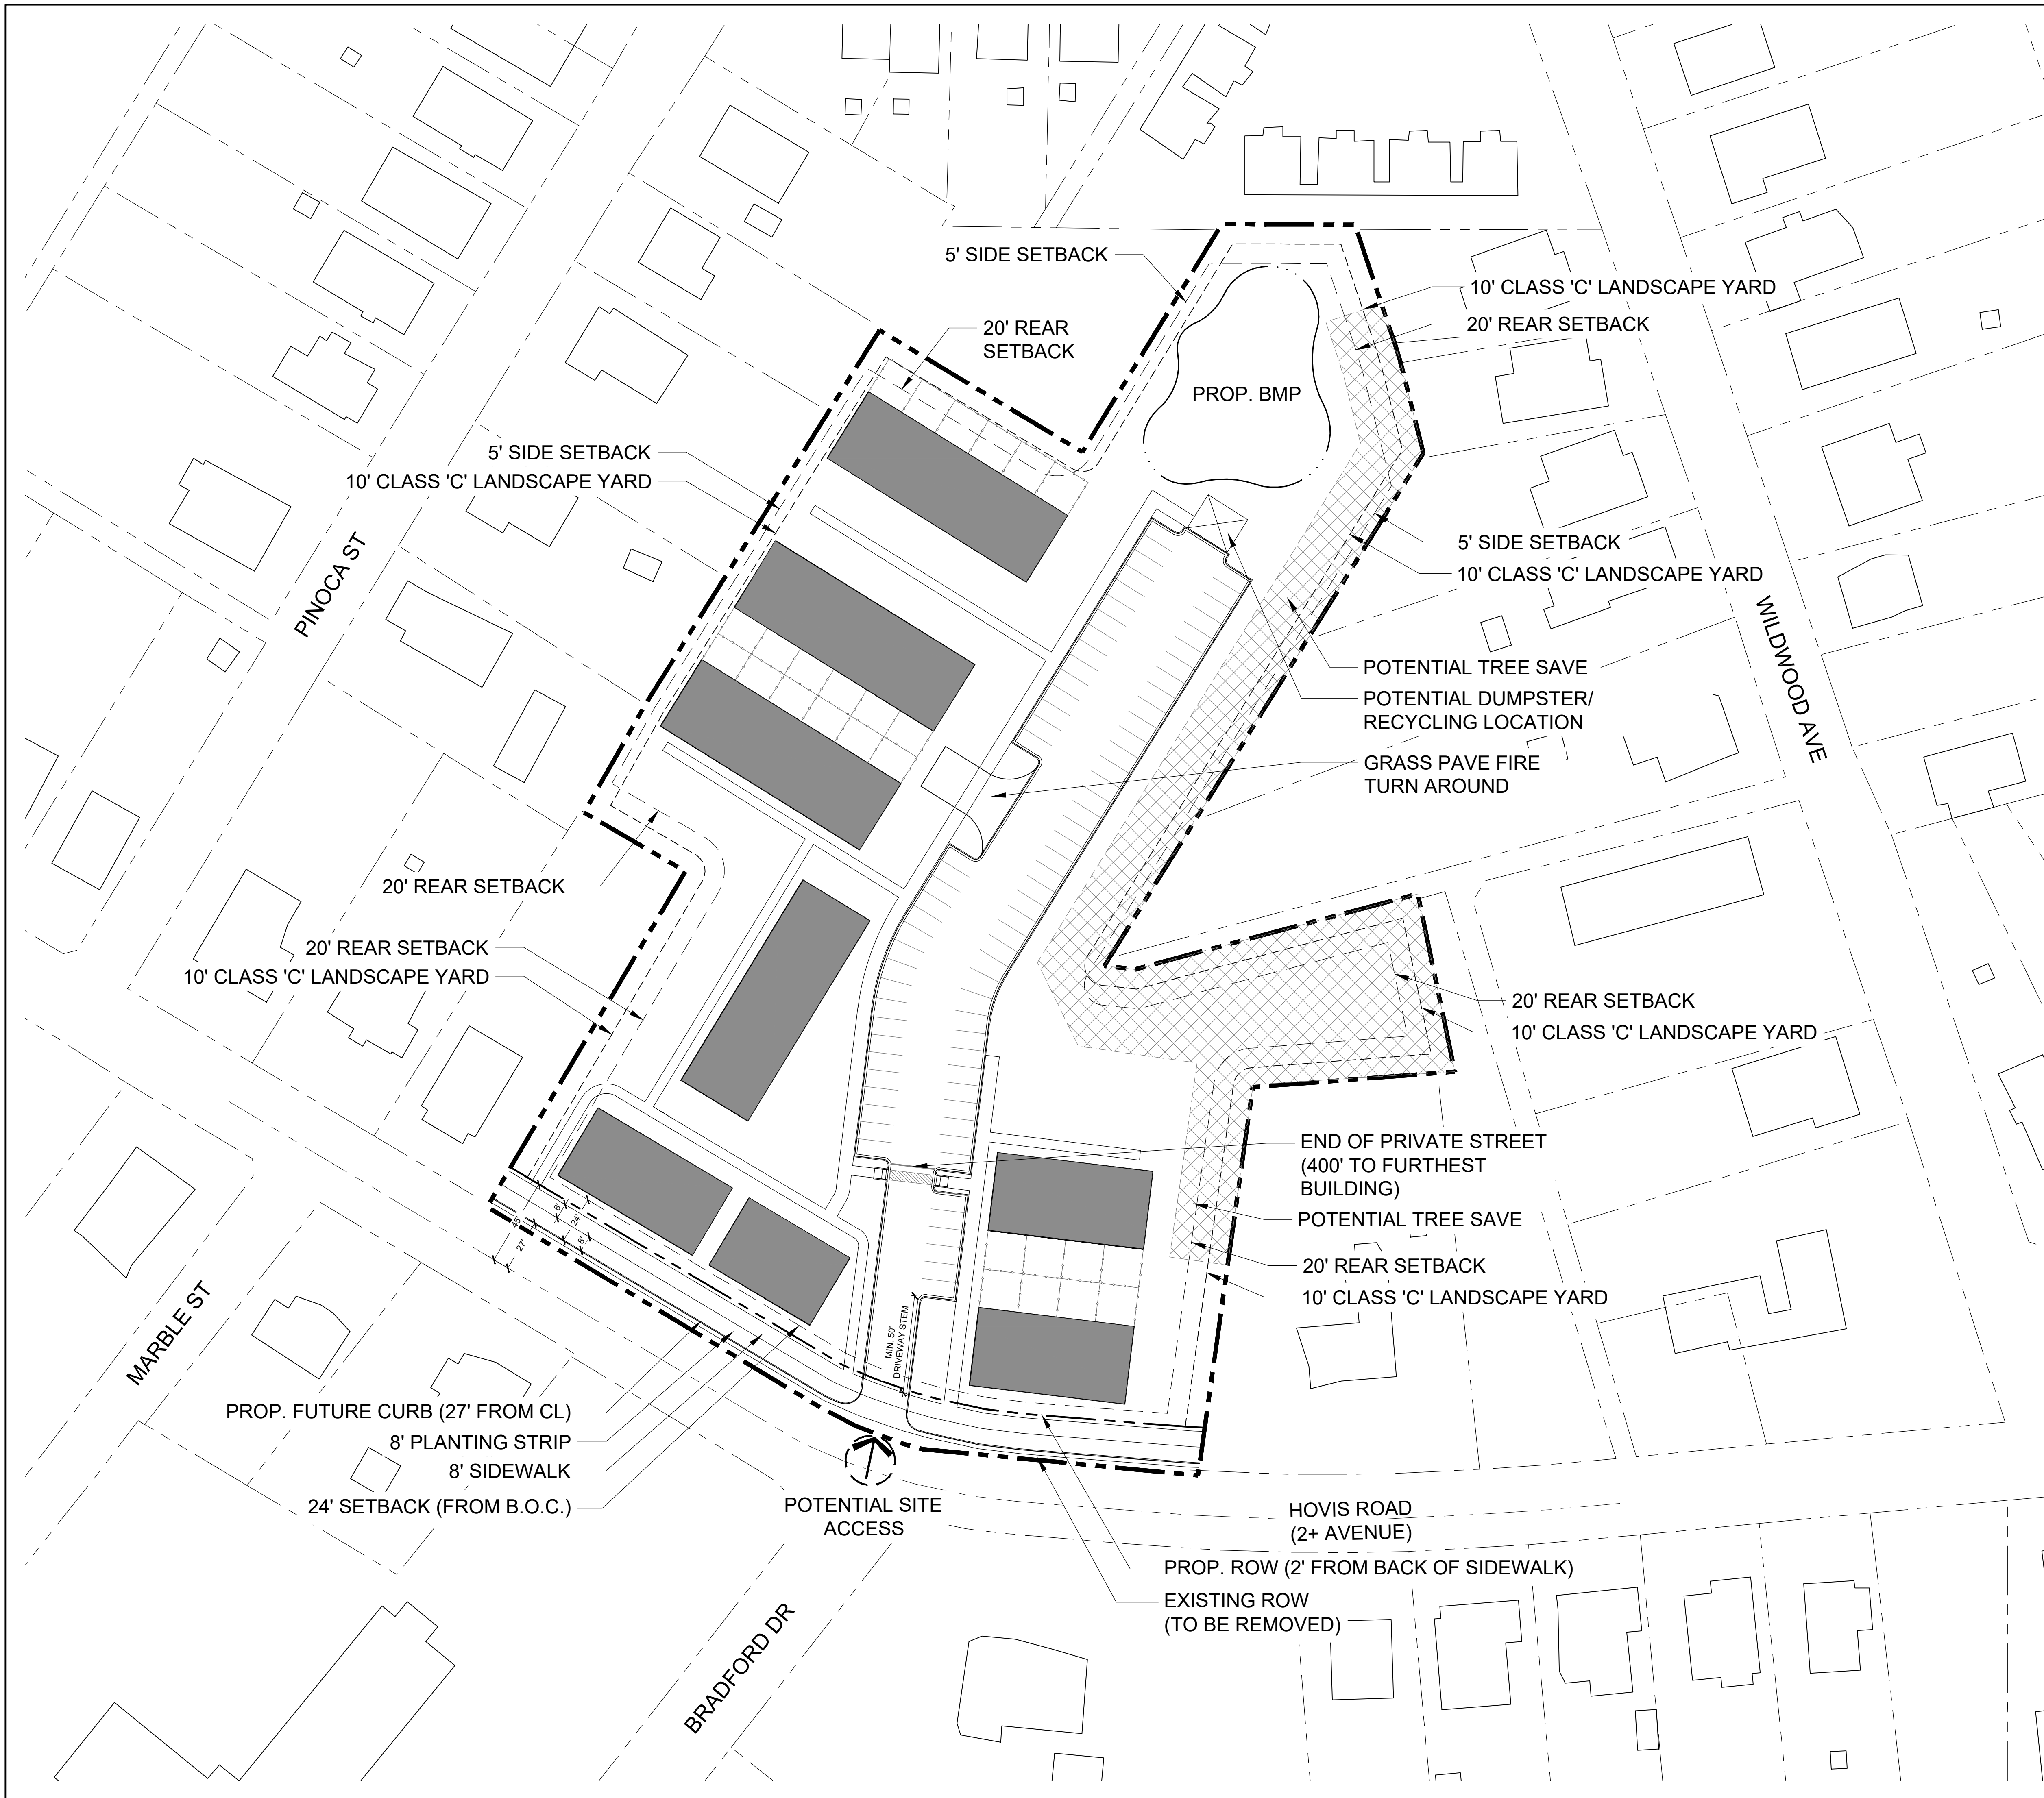 5' SIDE SETBACK
10' CLASS 'C' LANDSCAPE YARD
20' REAR SETBACK
20' REAR
SETBACK
PROP. BMP
5' SIDE SETBACK
10' CLASS 'C' LANDSCAPE YARD
PINOCA ST
5' SIDE SETBACK
10' CLASS 'C' LANDSCAPE YARD
WILDWOOD AVE
POTENTIAL TREE SAVE
POTENTIAL DUMPSTER/
RECYCLING LOCATION
GRASS PAVE FIRE
TURN AROUND
20' REAR SETBACK
20' REAR SETBACK
10' CLASS 'C' LANDSCAPE YARD
20' REAR SETBACK
10' CLASS 'C' LANDSCAPE YARD
END OF PRIVATE STREET
(400' TO FURTHEST
BUILDING)
POTENTIAL TREE SAVE
20' REAR SETBACK
10' CLASS 'C' LANDSCAPE YARD
45'
27'
8'
24'
8'
MIN. 50'
DRIVEWAY STEM
MARBLE ST
PROP. FUTURE CURB (27' FROM CL)
8' PLANTING STRIP
8' SIDEWALK
24' SETBACK (FROM B.O.C.)
POTENTIAL SITE
ACCESS
HOVIS ROAD
(2+ AVENUE)
PROP. ROW (2' FROM BACK OF SIDEWALK)
EXISTING ROW
(TO BE REMOVED)
BRADFORD DR